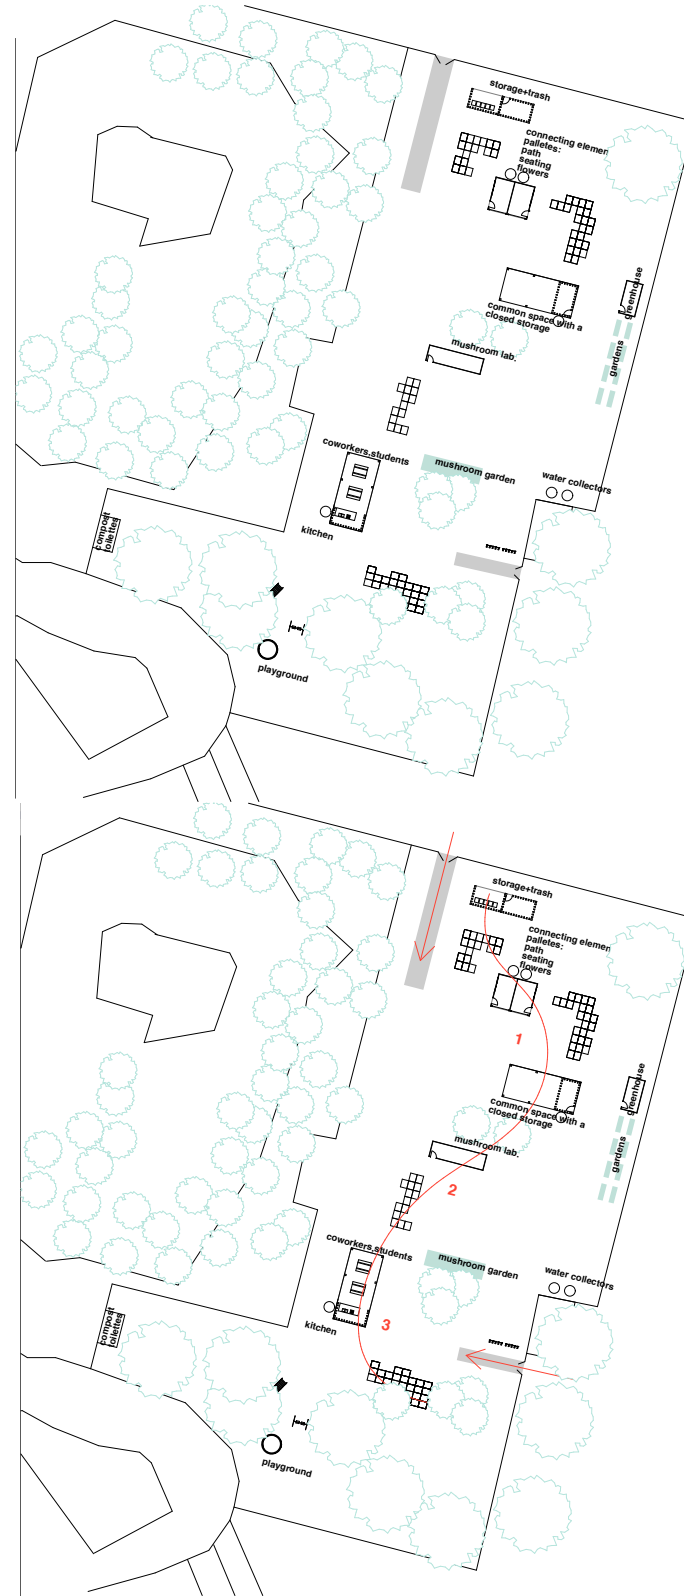 storage+trash
connecting elemen
palletes:
path
seating
flowers
greenhouse
common space with a
closed storage
gardens
mushroom lab.
coworkers,students
mushroom garden
water collectors
kitchen
compost
toilettes
playground
storage+trash
connecting elemen
palletes:
path
seating
flowers
1
greenhouse
common space with a
closed storage
gardens
mushroom lab.
2
coworkers,students
mushroom garden
water collectors
3
kitchen
compost
toilettes
playground